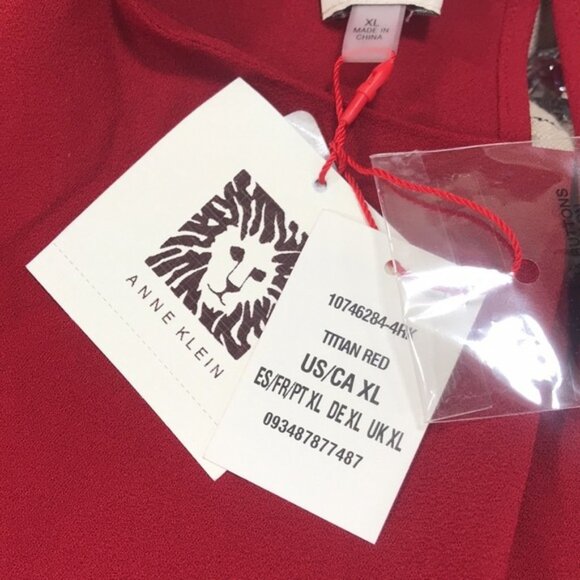 XL
MADE IN
CHINA
ANNE KLEIN
TITIAN RED
US/CA XL
ES/FR/PT XL DE XL UK XL
093487877487